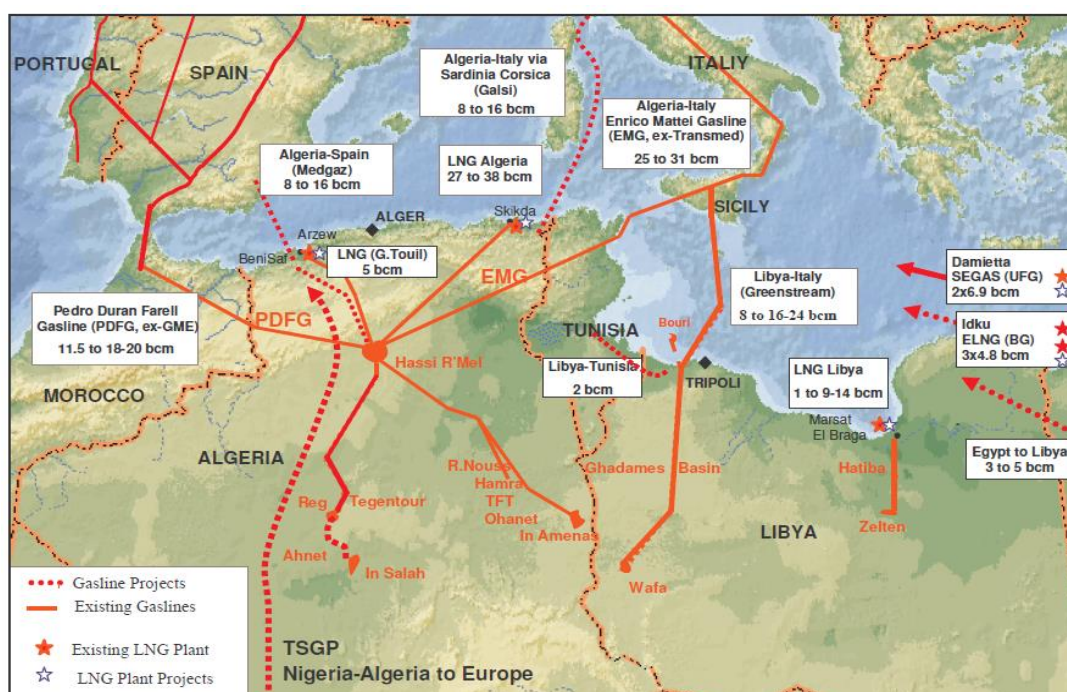 PORTUGAL
SPAIN
Algeria-Italy via
Sardinia Corsica
(Galsi)
8 to 16 bcm
ITALIY
Algeria-Italy
Enrico Mattei Gasline
(EMG, ex-Transmed)
25 to 31 bcm
Algeria-Spain
(Medgaz)
8 to 16 bcm
LNG Algeria
27 to 38 bcm
SICILY
ALGER
Skikda
Arzew
BeniSaf
LNG (G.Touil)
5 bcm
EMG
Damietta
SEGAS (UFG)
2x6.9 bcm
Libya-Italy
(Greenstream)
8 to 16-24 bcm
Pedro Duran Farell
Gasline (PDFG, ex-GME)
11.5 to 18-20 bcm
PDFG
TUNISIA
Bouri
Idku
ELNG (BG)
3x4.8 bcm
Hassi R'Mel
Libya-Tunisia
2 bcm
TRIPOLI
LNG Libya
1 to 9-14 bcm
MOROCCO
Marsat
El Braga
Egypt to Libya
3 to 5 bcm
ALGERIA
R.Nouss
Hamra
TFT
Ohanet
In Amenas
Ghadames Basin
Hatiba
Reg
Tegentour
Zelten
LIBYA
Ahnet
In Salah
Wafa
Gasline Projects
Existing Gaslines
Existing LNG Plant
LNG Plant Projects
TSGP
Nigeria-Algeria to Europe